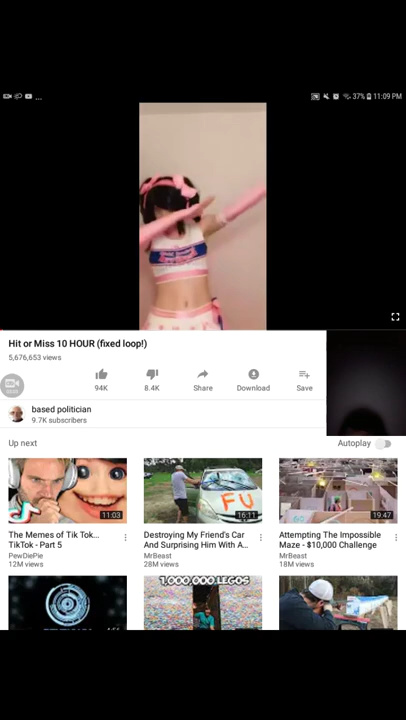 ... 37% 11:09 PM
Hit or Miss 10 HOUR (fixed loop!)
5,676,653 views
94K 8.4K Share Download Save
based politician
9.7K subscribers
Up next Autoplay
11:03 FU 16:11 19:47
The Memes of Tik Tok...
TikTok - Part 5
PewDiePie
12M views
Destroying My Friend's Car
And Surprising Him With A...
MrBeast
28M views
Attempting The Impossible
Maze - $10,000 Challenge
MrBeast
18M views
1,000,000 LEGOS